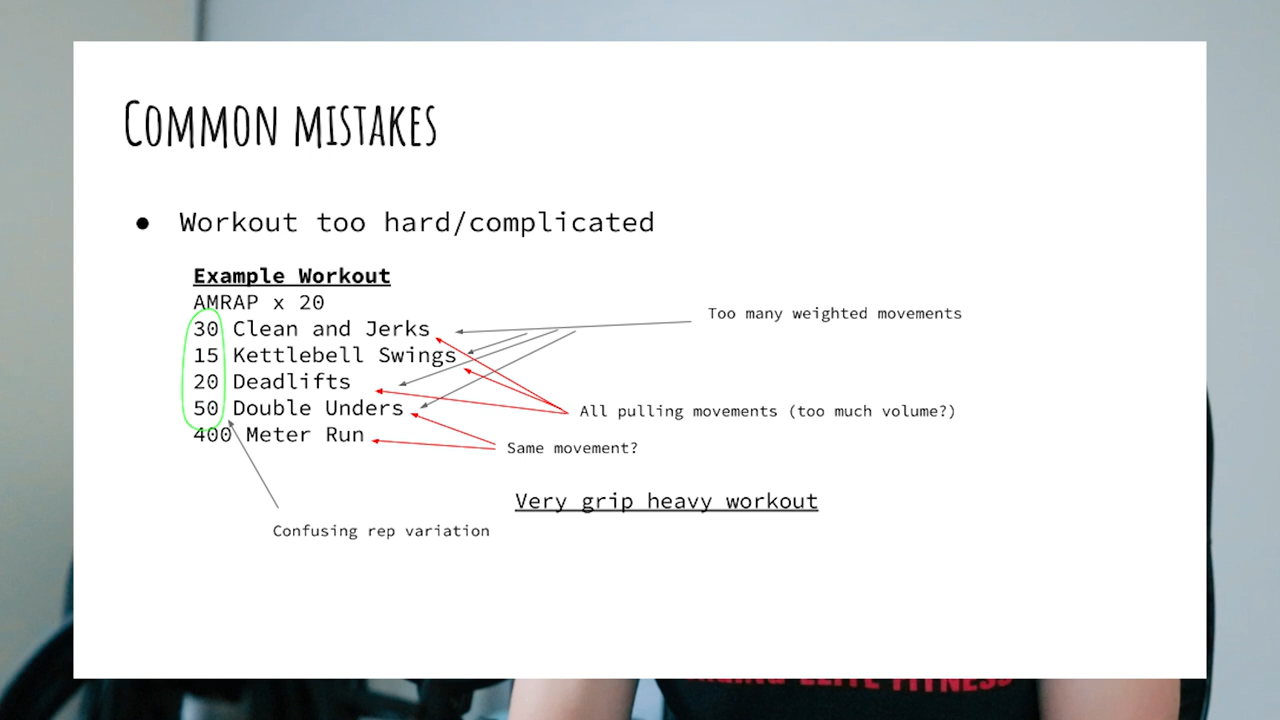 Common mistakes
● Workout too hard/complicated
Example Workout
AMRAP x 20
30 Clean and Jerks
15 Kettlebell Swings
20 Deadlifts
50 Double Unders
400 Meter Run
Too many weighted movements
All pulling movements (too much volume?)
Same movement?
Very grip heavy workout
Confusing rep variation
ELITE FITNESS